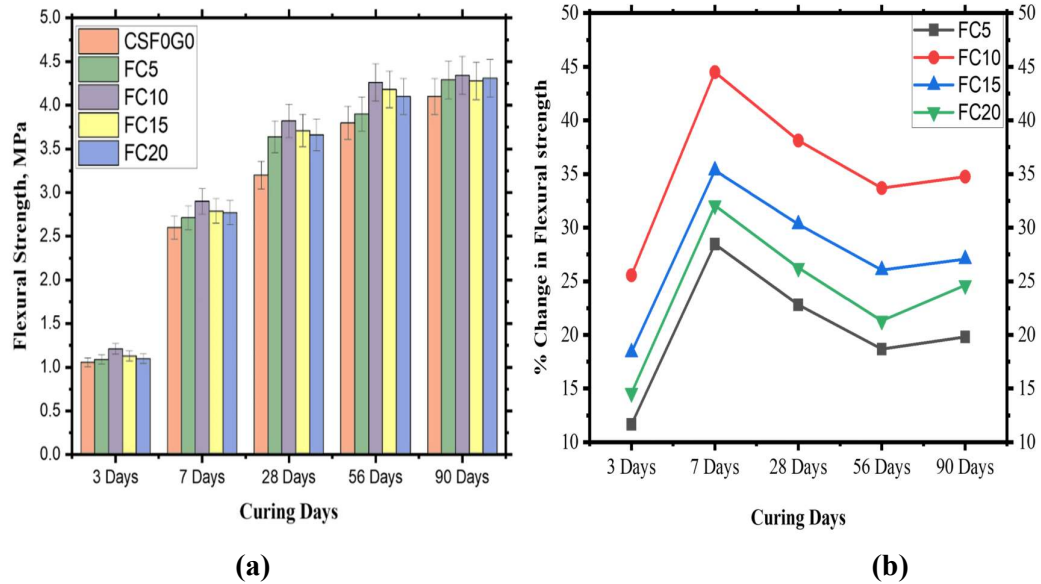 CSF0G0
FC5
FC10
FC15
FC20
Flexural Strength, MPa
5.0
4.5
4.0
3.5
3.0
2.5
2.0
1.5
1.0
0.5
0.0
3 Days 7 Days 28 Days 56 Days 90 Days
Curing Days
(a)
FC5
FC10
FC15
FC20
% Change in Flexural strength
50 50
45 45
40 40
35 35
30 30
25 25
20 20
15 15
10 10
3 Days 7 Days 28 Days 56 Days 90 Days
Curing Days
(b)